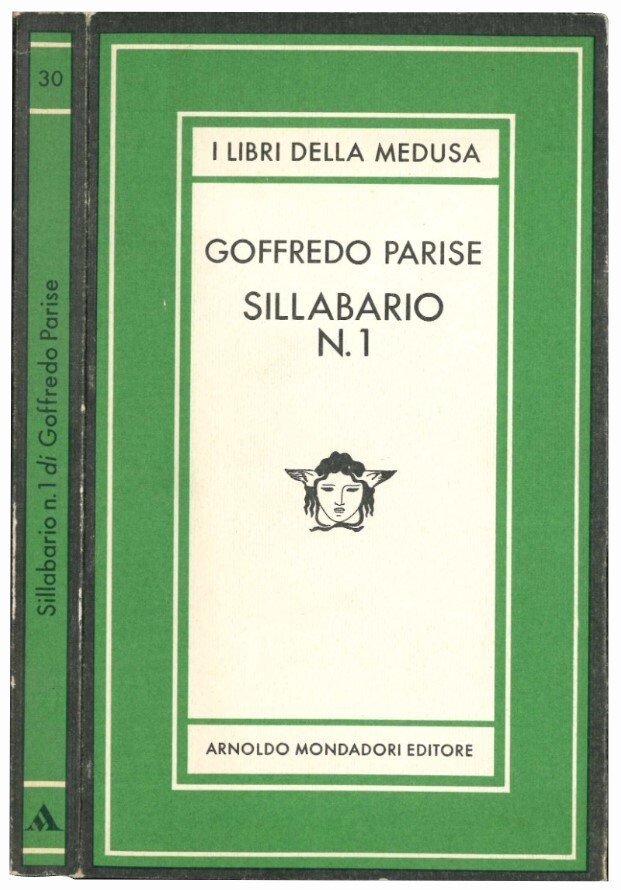 30
Sillabario n. 1 di Goffredo Parise
I LIBRI DELLA MEDUSA
GOFFREDO PARISE
SILLABARIO
N. 1
ARNOLDO MONDADORI EDITORE